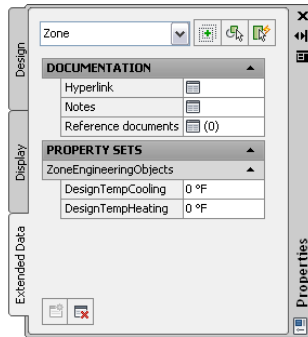 Zone
DOCUMENTATION
Hyperlink
Notes
Reference documents (0)
PROPERTY SETS
ZoneEngineeringObjects
DesignTempCooling 0 °F
DesignTempHeating 0 °F
Design
Display
Extended Data
Properties